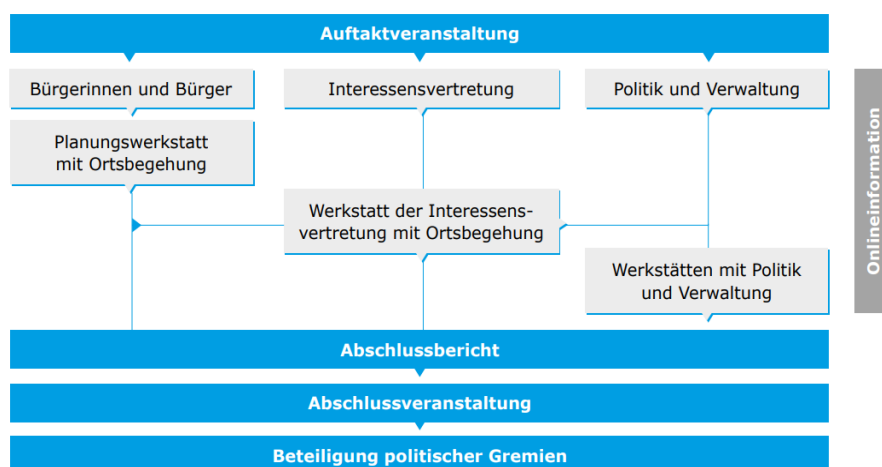 Auftaktveranstaltung
Bürgerinnen und Bürger
Interessensvertretung
Politik und Verwaltung
Planungswerkstatt
mit Ortsbegehung
Werkstatt der Interessens-
vertretung mit Ortsbegehung
Werkstätten mit Politik
und Verwaltung
Abschlussbericht
Abschlussveranstaltung
Beteiligung politischer Gremien
Onlineinformation